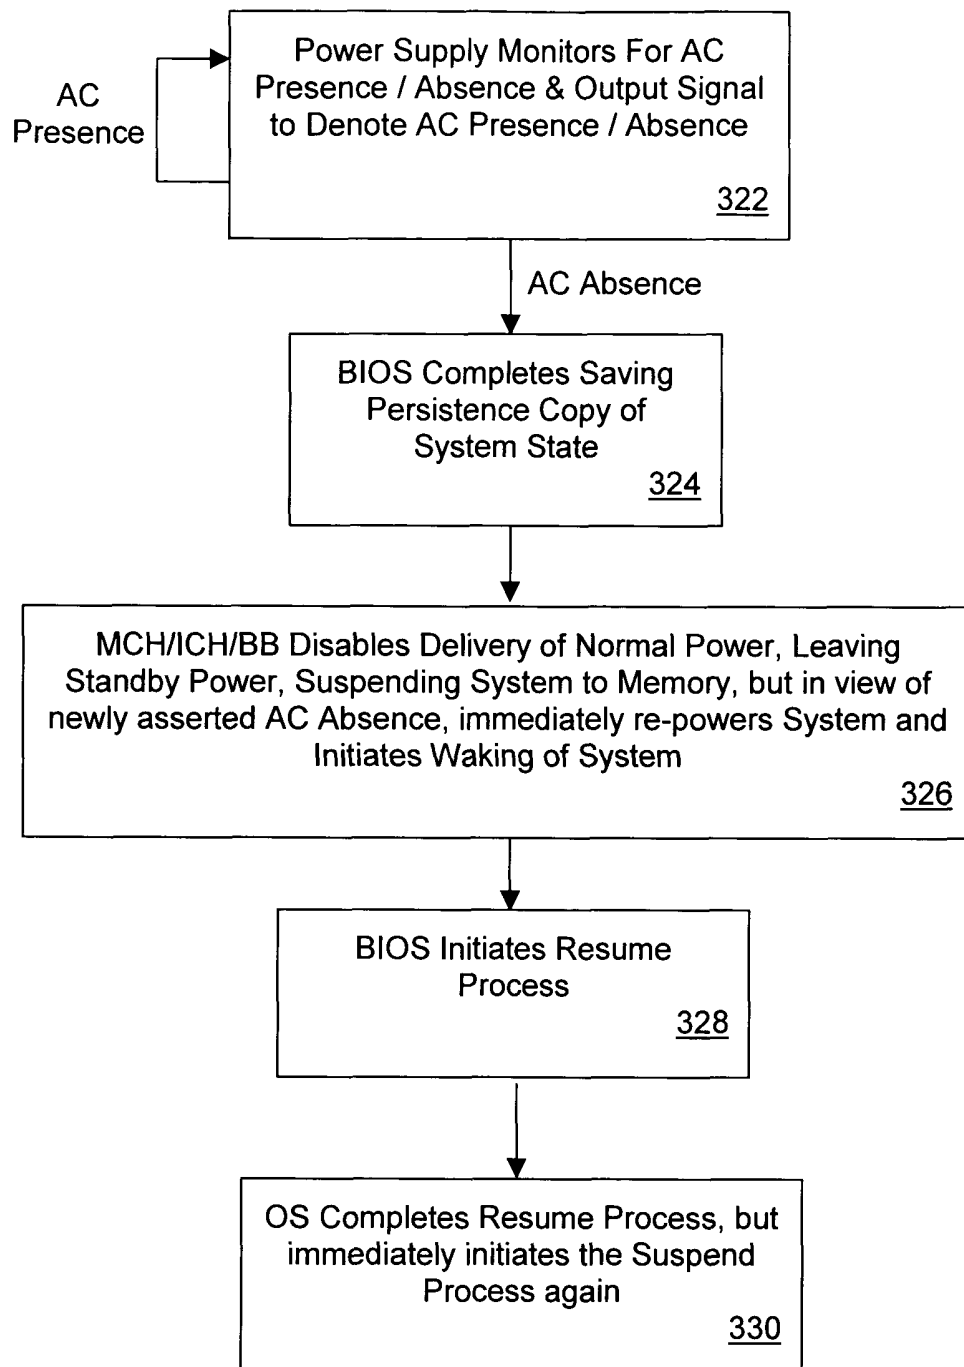 Power Supply Monitors For AC
Presence / Absence & Output Signal
to Denote AC Presence / Absence
322
AC
Presence
AC Absence
BIOS Completes Saving
Persistence Copy of
System State
324
MCH/ICH/BB Disables Delivery of Normal Power, Leaving
Standby Power, Suspending System to Memory, but in view of
newly asserted AC Absence, immediately re-powers System and
Initiates Waking of System
326
BIOS Initiates Resume
Process
328
OS Completes Resume Process, but
immediately initiates the Suspend
Process again
330